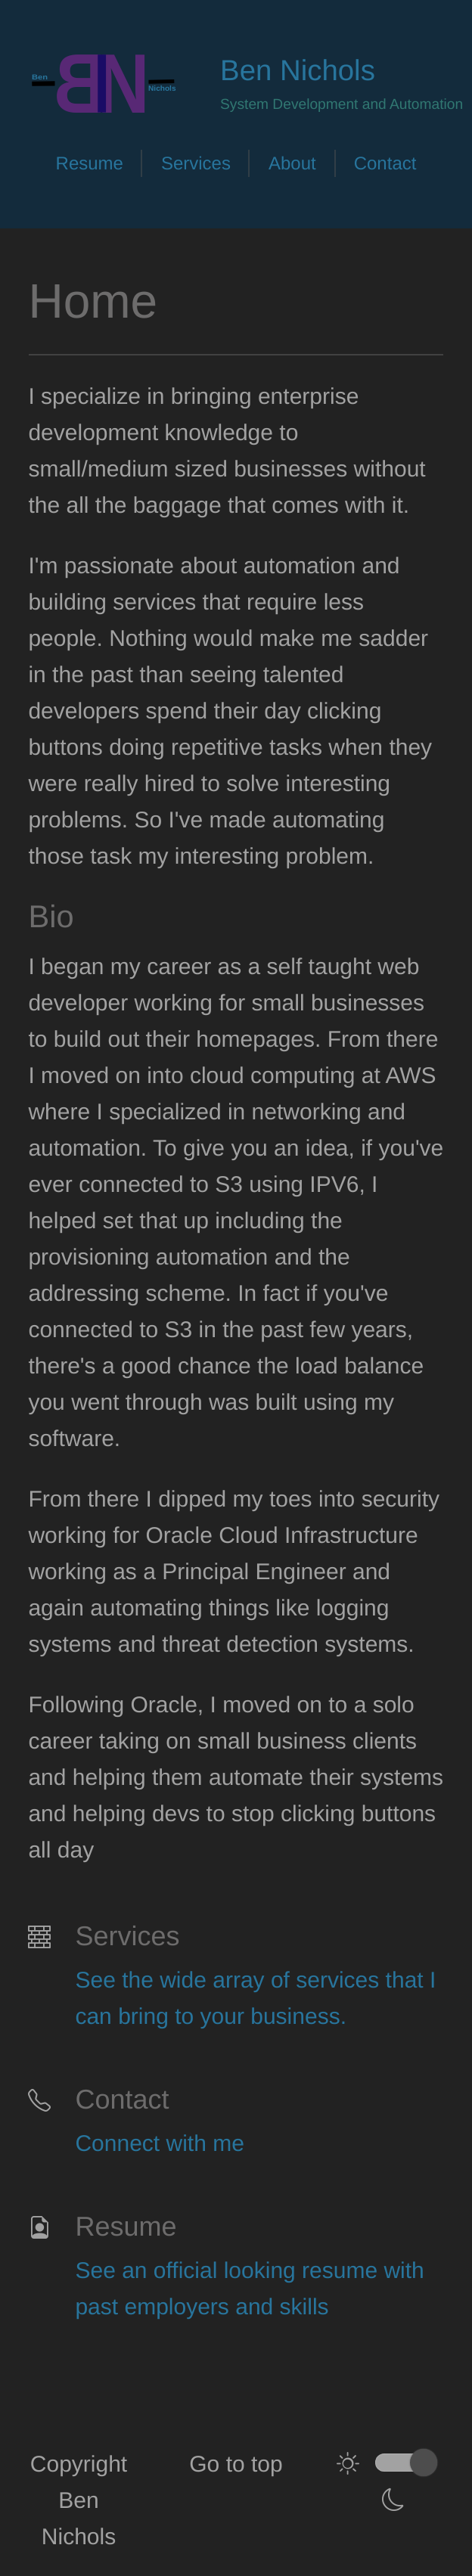 Ben
BN
Nichols
Ben Nichols
System Development and Automation
Resume
Services
About
Contact
Home
I specialize in bringing enterprise
development knowledge to
small/medium sized businesses without
the all the baggage that comes with it.
I'm passionate about automation and
building services that require less
people. Nothing would make me sadder
in the past than seeing talented
developers spend their day clicking
buttons doing repetitive tasks when they
were really hired to solve interesting
problems. So I've made automating
those task my interesting problem.
Bio
I began my career as a self taught web
developer working for small businesses
to build out their homepages. From there
I moved on into cloud computing at AWS
where I specialized in networking and
automation. To give you an idea, if you've
ever connected to S3 using IPV6, I
helped set that up including the
provisioning automation and the
addressing scheme. In fact if you've
connected to S3 in the past few years,
there's a good chance the load balance
you went through was built using my
software.
From there I dipped my toes into security
working for Oracle Cloud Infrastructure
working as a Principal Engineer and
again automating things like logging
systems and threat detection systems.
Following Oracle, I moved on to a solo
career taking on small business clients
and helping them automate their systems
and helping devs to stop clicking buttons
all day
Services
See the wide array of services that I
can bring to your business.
Contact
Connect with me
Resume
See an official looking resume with
past employers and skills
Copyright
Ben
Nichols
Go to top